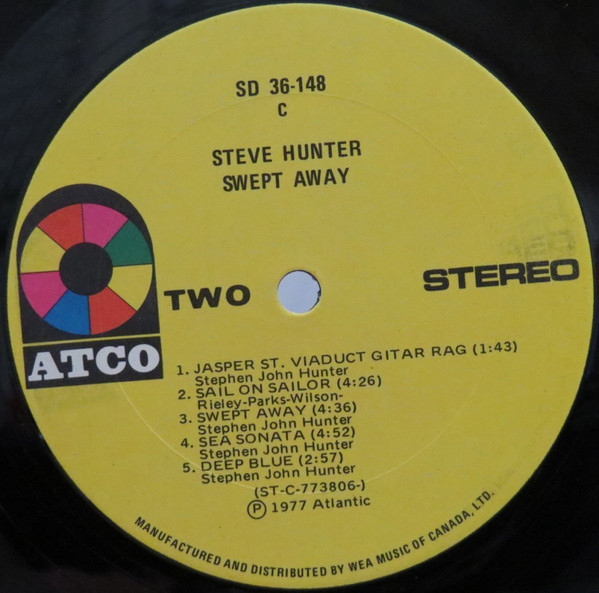 SD 36-148
C
STEVE HUNTER
SWEPT AWAY
ATCO
TWO
STEREO
1. JASPER ST. VIADUCT GITAR RAG (1:43)
Stephen John Hunter
2. SAIL ON SAILOR (4:26)
Rieley-Parks-Wilson-
3. SWEPT AWAY (4:36)
Stephen John Hunter
4. SEA SONATA (4:52)
Stephen John Hunter
5. DEEP BLUE (2:57)
Stephen John Hunter
(ST-C-773806-)
Ⓟ 1977 Atlantic
MANUFACTURED AND DISTRIBUTED BY WEA MUSIC OF CANADA, LTD.